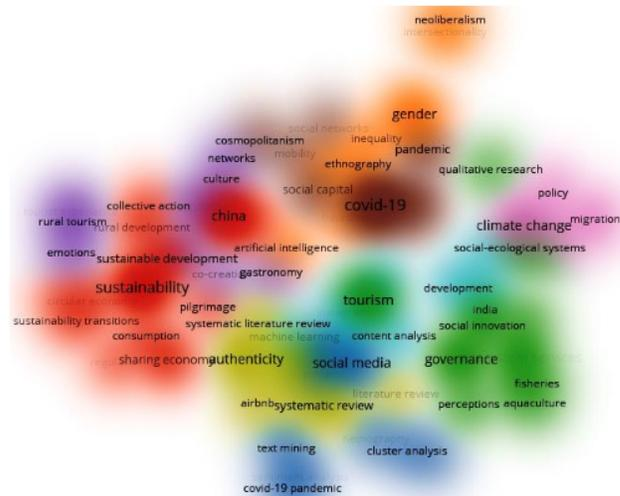 neoliberalism
intersectionality
gender
social networks
inequality
cosmopolitanism
pandemic
mobility
networks
ethnography
qualitative research
culture
social capital
policy
collective action
covid-19
china
migration
rural tourism
rural development
climate change
artificial intelligence
social-ecological systems
emotions
sustainable development
gastronomy
sustainability
development
tourism
pilgrimage
india
sustainability transitions
systematic literature review
social innovation
consumption
machine learning
content analysis
sharing economy
authenticity
social media
governance
fisheries
literature review
airbnb
systematic review
perceptions
aquaculture
text mining
cluster analysis
covid-19 pandemic